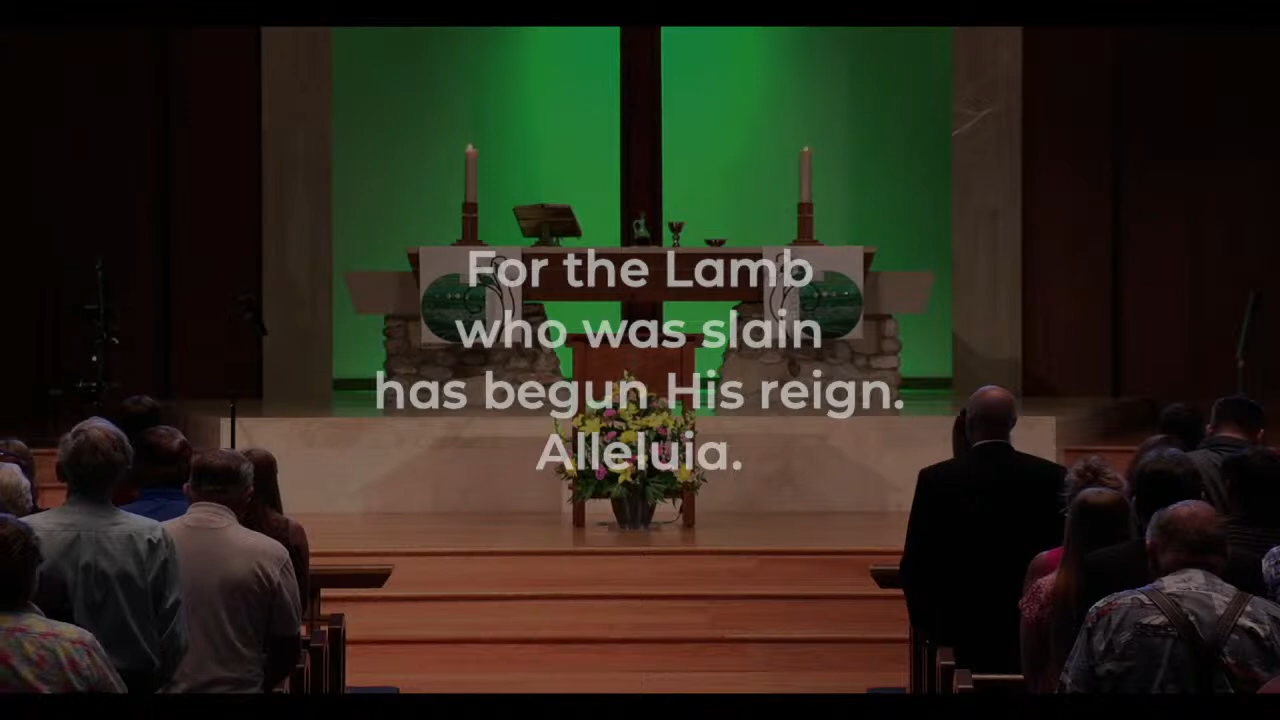 For the Lamb
who was slain
has begun His reign.
Alleluia.